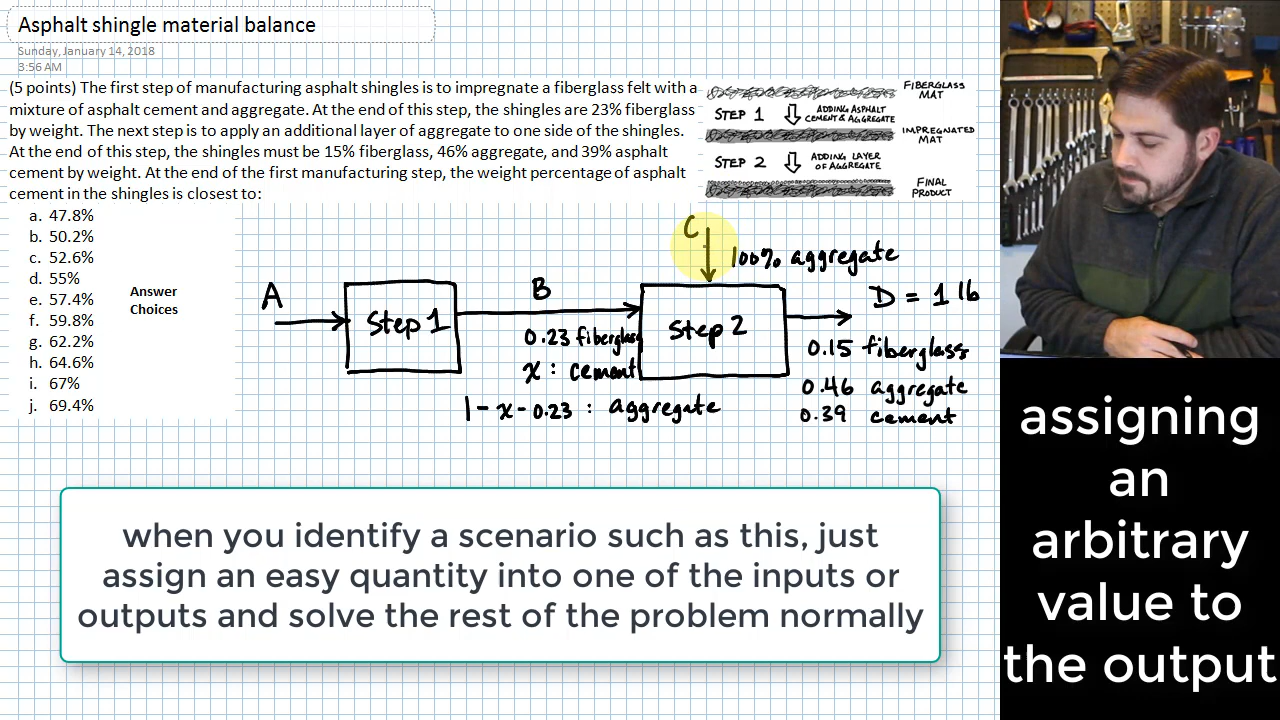 Asphalt shingle material balance
Sunday, January 14, 2018
3:56 AM
(5 points) The first step of manufacturing asphalt shingles is to impregnate a fiberglass felt with a
mixture of asphalt cement and aggregate. At the end of this step, the shingles are 23% fiberglass
by weight. The next step is to apply an additional layer of aggregate to one side of the shingles.
At the end of this step, the shingles must be 15% fiberglass, 46% aggregate, and 39% asphalt
cement by weight. At the end of the first manufacturing step, the weight percentage of asphalt
cement in the shingles is closest to:
a. 47.8%
b. 50.2%
c. 52.6%
d. 55%
e. 57.4%
f. 59.8%
g. 62.2%
h. 64.6%
i. 67%
j. 69.4%
Answer
Choices
FIBERGLASS
MAT
STEP 1
ADDING ASPHALT
CEMENT & AGGREGATE
IMPREGNATED
MAT
STEP 2
ADDING LAYER
OF AGGREGATE
FINAL
PRODUCT
C
100% aggregate
A
Step 1
B
0.23 fiberglass
x : cement
1 - x - 0.23 : aggregate
Step 2
D = 1 lb
0.15 fiberglass
0.46 aggregate
0.39 cement
when you identify a scenario such as this, just
assign an easy quantity into one of the inputs or
outputs and solve the rest of the problem normally
assigning
an
arbitrary
value to
the output